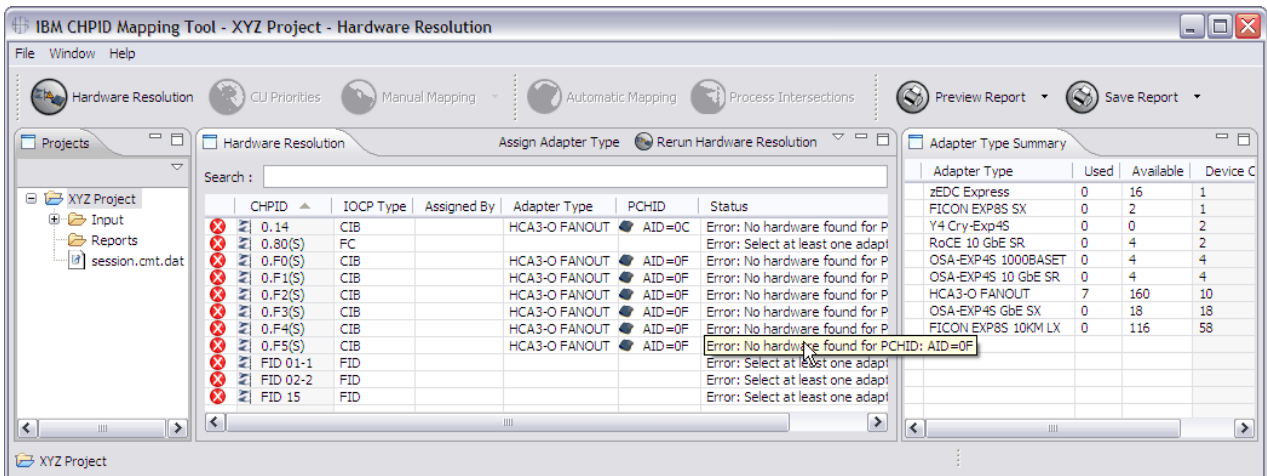 IBM CHPID Mapping Tool - XYZ Project - Hardware Resolution
File Window Help
Hardware Resolution CU Priorities Manual Mapping Automatic Mapping Process Intersections Preview Report Save Report
Projects
XYZ Project
Input
Reports
session.cmt.dat
Hardware Resolution Assign Adapter Type Rerun Hardware Resolution
Search :
CHPID IOCP Type Assigned By Adapter Type PCHID Status
0.14 CIB HCA3-O FANOUT AID=0C Error: No hardware found for P
0.80(S) FC Error: Select at least one adapt
0.F0(S) CIB HCA3-O FANOUT AID=0F Error: No hardware found for P
0.F1(S) CIB HCA3-O FANOUT AID=0F Error: No hardware found for P
0.F2(S) CIB HCA3-O FANOUT AID=0F Error: No hardware found for P
0.F3(S) CIB HCA3-O FANOUT AID=0F Error: No hardware found for P
0.F4(S) CIB HCA3-O FANOUT AID=0F Error: No hardware found for P
0.F5(S) CIB HCA3-O FANOUT AID=0F Error: No hardware found for PCHID: AID=0F
FID 01-1 FID Error: Select at least one adapt
FID 02-2 FID Error: Select at least one adapt
FID 15 FID Error: Select at least one adapt
Adapter Type Summary
Adapter Type Used Available Device C
zEDC Express 0 16 1
FICON EXP8S SX 0 2 1
Y4 Cry-Exp4S 0 0 2
RoCE 10 GbE SR 0 4 2
OSA-EXP4S 1000BASET 0 4 4
OSA-EXP4S 10 GbE SR 0 4 4
HCA3-O FANOUT 7 160 10
OSA-EXP4S GbE SX 0 18 18
FICON EXP8S 10KM LX 0 116 58
XYZ Project